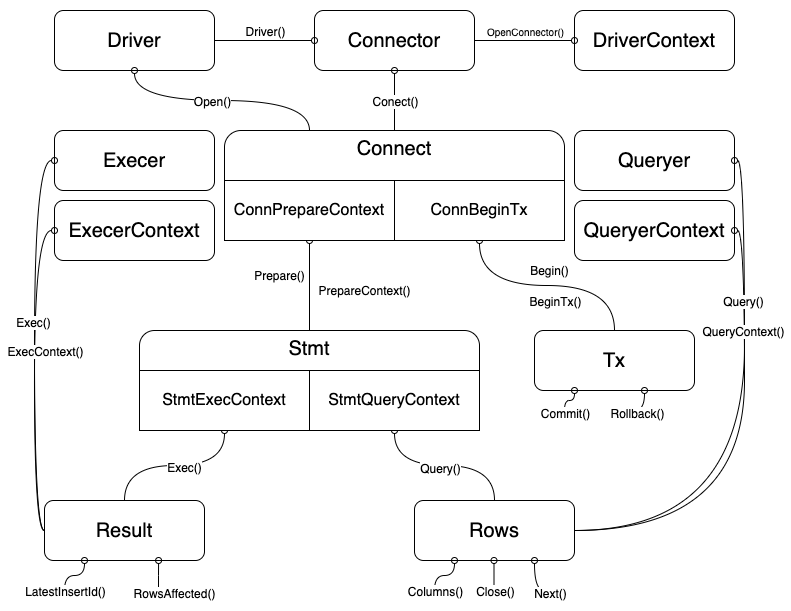 Driver
Driver()
Connector
OpenConnector()
DriverContext
Open()
Conect()
Execer
Connect
Queryer
ConnPrepareContext
ConnBeginTx
ExecerContext
QueryerContext
Prepare()
PrepareContext()
Begin()
BeginTx()
Exec()
ExecContext()
Query()
QueryContext()
Stmt
Tx
StmtExecContext
StmtQueryContext
Commit()
Rollback()
Exec()
Query()
Result
Rows
LatestInsertId()
RowsAffected()
Columns()
Close()
Next()